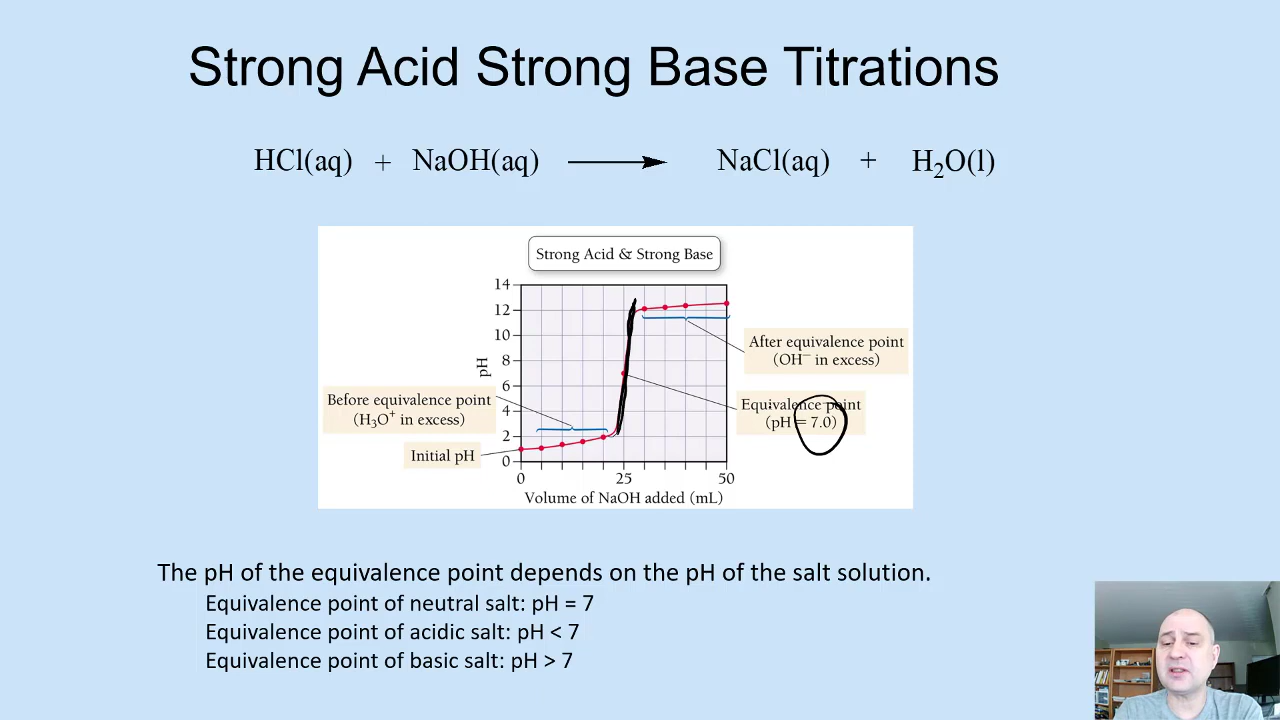 Strong Acid Strong Base Titrations
HCl(aq) + NaOH(aq) NaCl(aq) + H₂O(l)
Strong Acid & Strong Base
14
12
10
8
6
4
2
0
pH
0 25 50
Volume of NaOH added (mL)
After equivalence point
(OH⁻ in excess)
Equivalence point
(pH = 7.0)
Before equivalence point
(H₃O⁺ in excess)
Initial pH
The pH of the equivalence point depends on the pH of the salt solution.
Equivalence point of neutral salt: pH = 7
Equivalence point of acidic salt: pH < 7
Equivalence point of basic salt: pH > 7